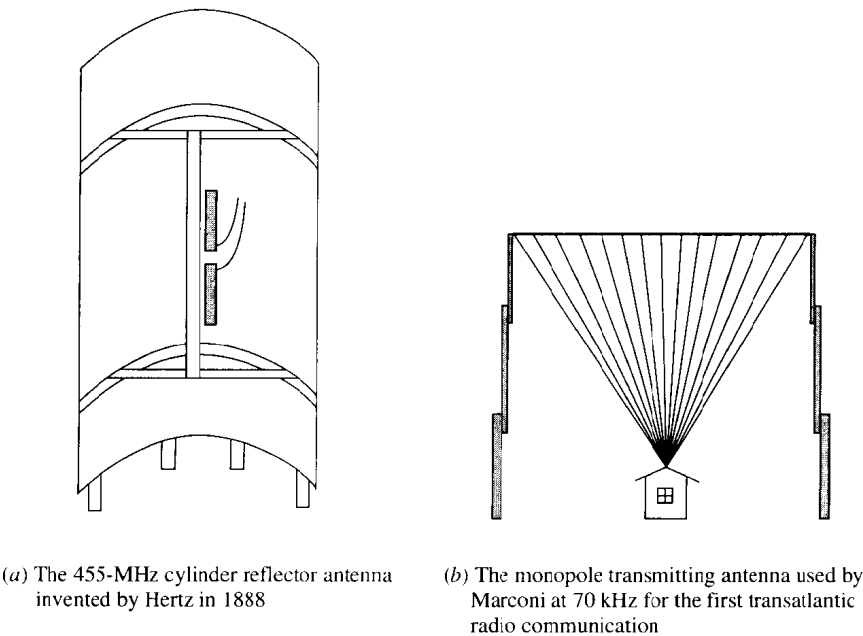 (a) The 455-MHz cylinder reflector antenna
invented by Hertz in 1888
(b) The monopole transmitting antenna used by
Marconi at 70 kHz for the first transatlantic
radio communication